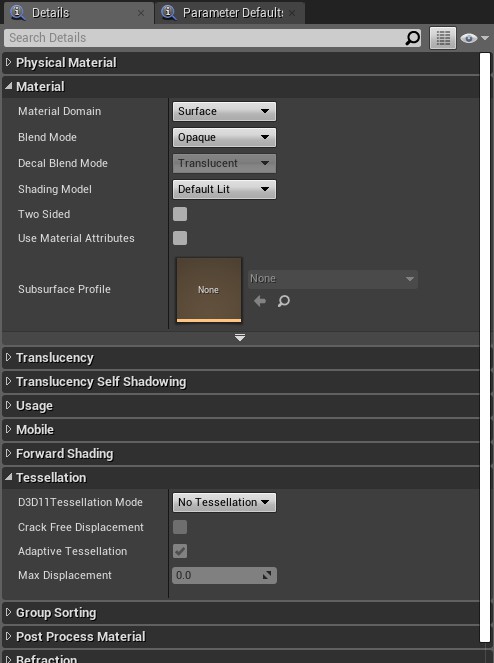 Details
Parameter Defaults
Search Details
Physical Material
Material
Material Domain
Surface
Blend Mode
Opaque
Decal Blend Mode
Translucent
Shading Model
Default Lit
Two Sided
Use Material Attributes
Subsurface Profile
None
None
Translucency
Translucency Self Shadowing
Usage
Mobile
Forward Shading
Tessellation
D3D11Tessellation Mode
No Tessellation
Crack Free Displacement
Adaptive Tessellation
Max Displacement
0.0
Group Sorting
Post Process Material
Refraction